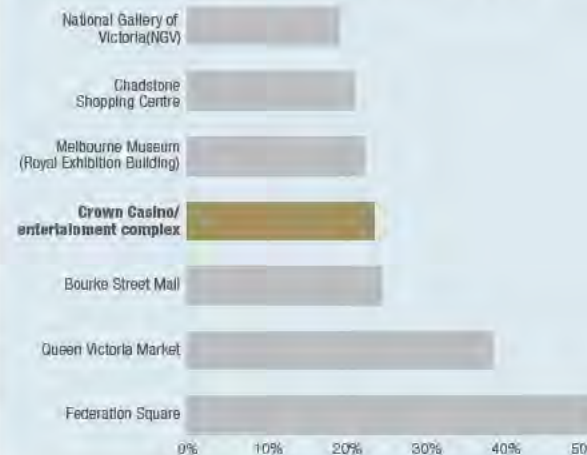 National Gallery of
Victoria(NGV)
Chadstone
Shopping Centre
Melbourne Museum
(Royal Exhibition Building)
Crown Casino/
entertainment complex
Bourke Street Mall
Queen Victoria Market
Federation Square
0% 10% 20% 30% 40% 50